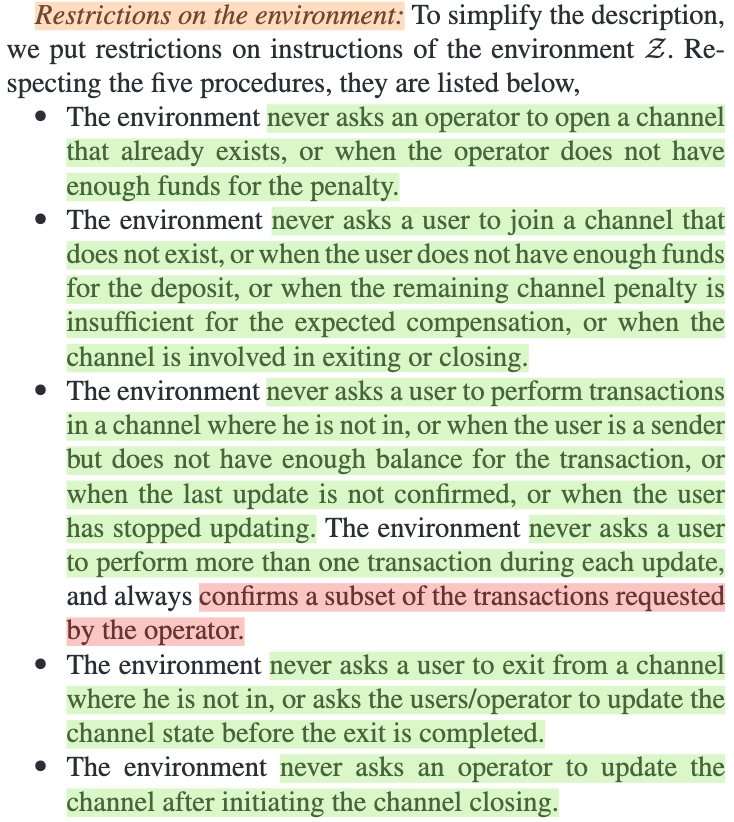 Restrictions on the environment: To simplify the description,
we put restrictions on instructions of the environment 𝒵. Re-
specting the five procedures, they are listed below,
• The environment never asks an operator to open a channel
that already exists, or when the operator does not have
enough funds for the penalty.
• The environment never asks a user to join a channel that
does not exist, or when the user does not have enough funds
for the deposit, or when the remaining channel penalty is
insufficient for the expected compensation, or when the
channel is involved in exiting or closing.
• The environment never asks a user to perform transactions
in a channel where he is not in, or when the user is a sender
but does not have enough balance for the transaction, or
when the last update is not confirmed, or when the user
has stopped updating. The environment never asks a user
to perform more than one transaction during each update,
and always confirms a subset of the transactions requested
by the operator.
• The environment never asks a user to exit from a channel
where he is not in, or asks the users/operator to update the
channel state before the exit is completed.
• The environment never asks an operator to update the
channel after initiating the channel closing.